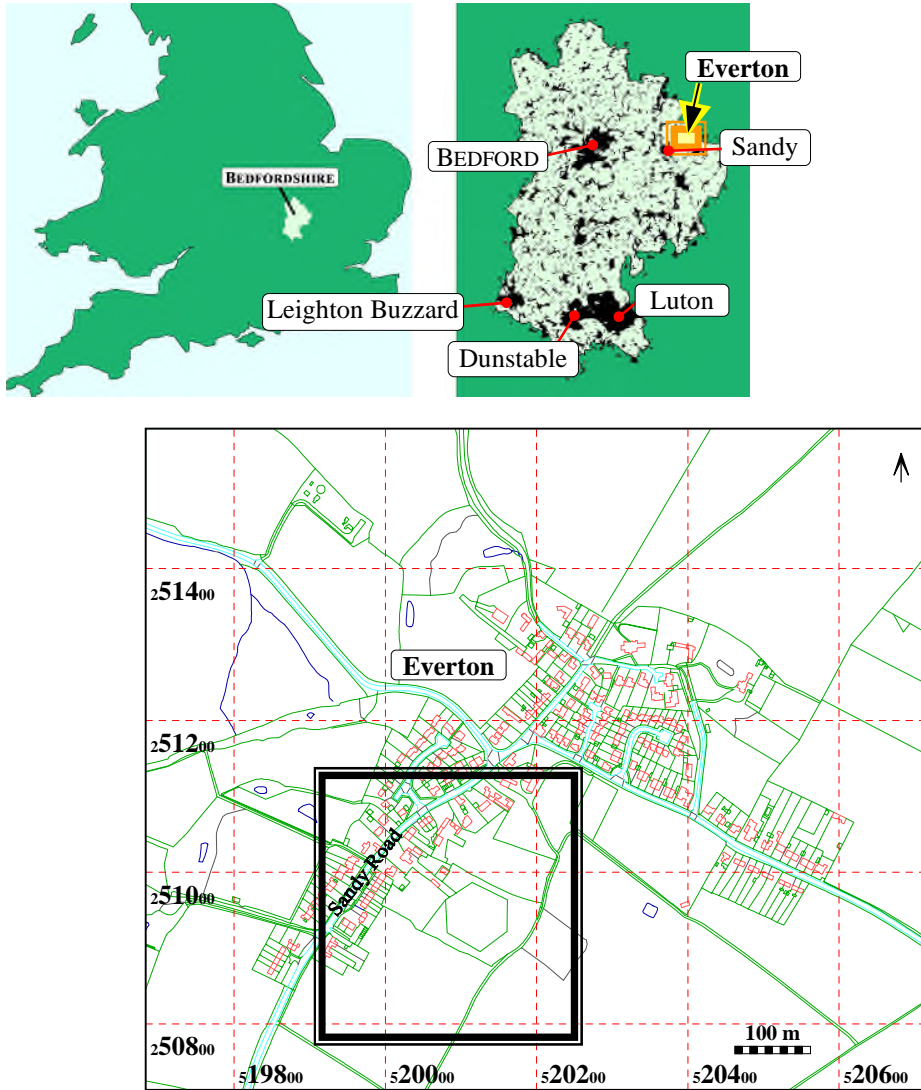 Everton
BEDFORD
Sandy
BEDFORDSHIRE
Leighton Buzzard
Luton
Dunstable
251400
Everton
251200
Sandy Road
251000
250800
100 m
519800
520000
520200
520400
520600